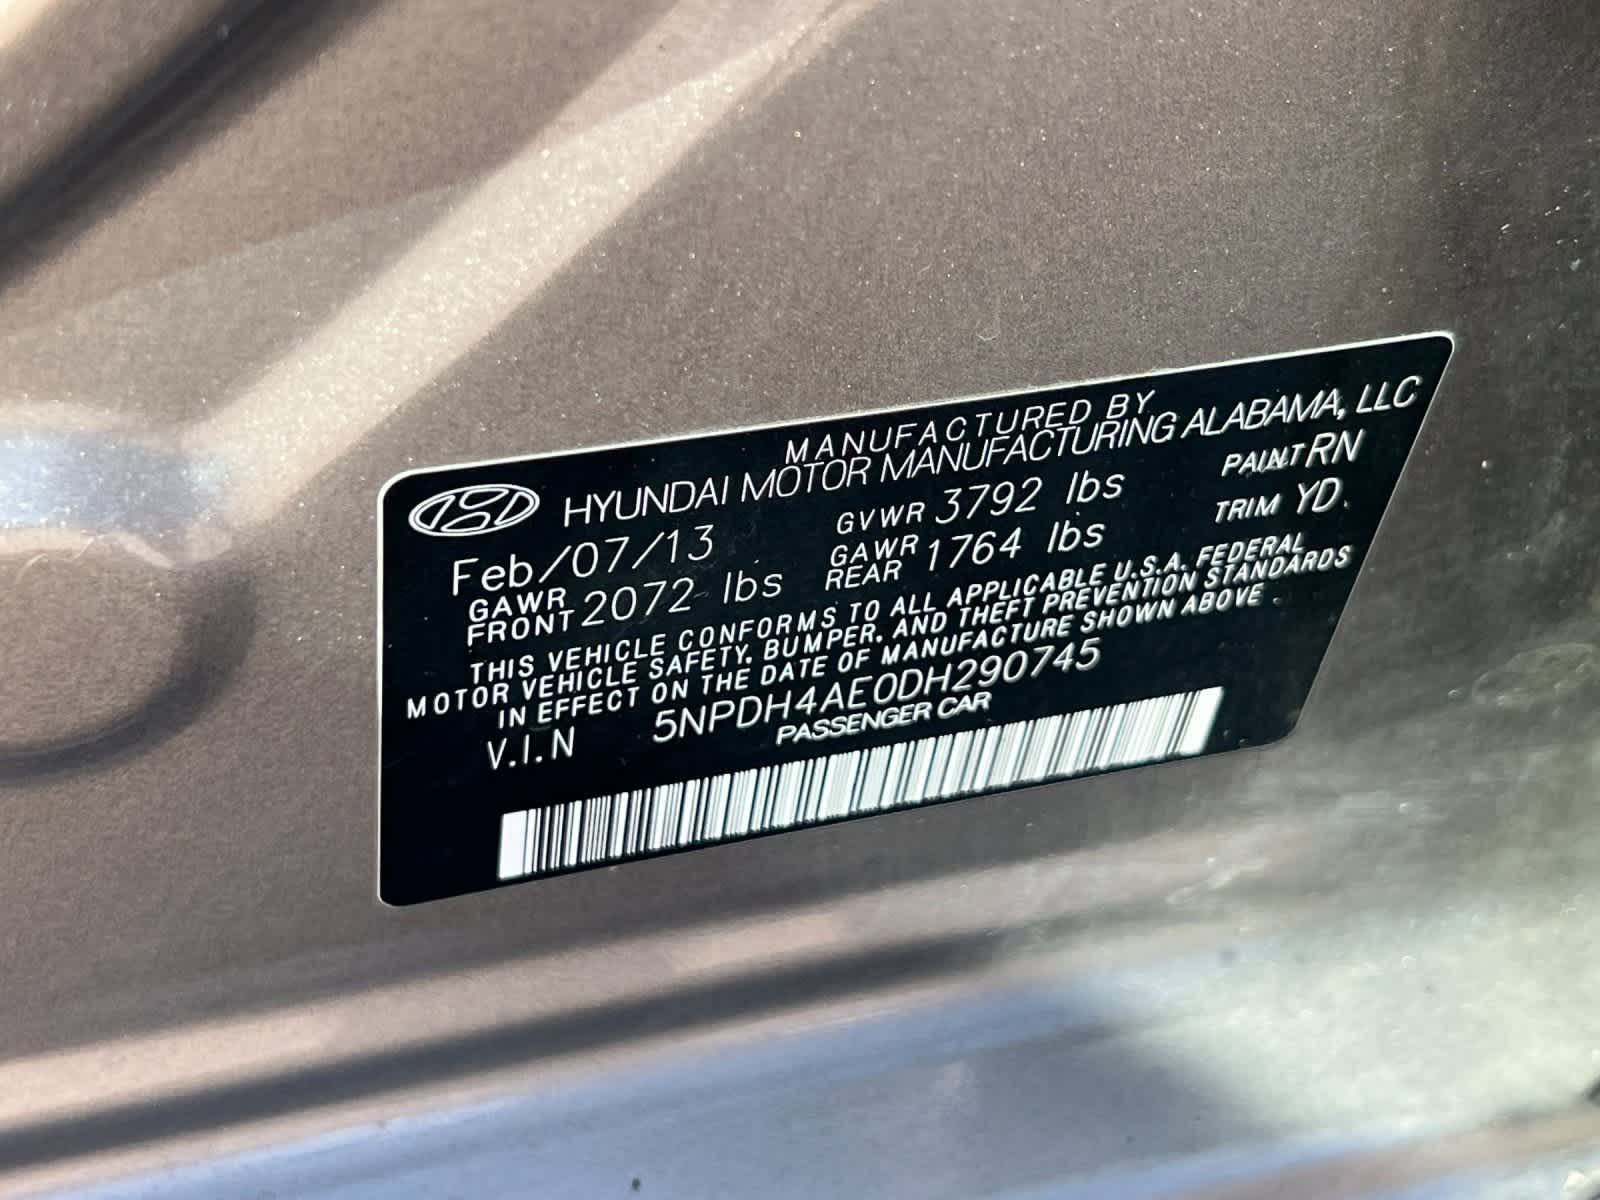 MANUFACTURED BY
HYUNDAI MOTOR MANUFACTURING ALABAMA, LLC
Feb/07/13 GVWR 3792 lbs PAINT RN
GAWR FRONT 2072 lbs GAWR REAR 1764 lbs TRIM YD
THIS VEHICLE CONFORMS TO ALL APPLICABLE U.S.A. FEDERAL
MOTOR VEHICLE SAFETY, BUMPER, AND THEFT PREVENTION STANDARDS
IN EFFECT ON THE DATE OF MANUFACTURE SHOWN ABOVE
V.I.N 5NPDH4AE0DH290745
PASSENGER CAR